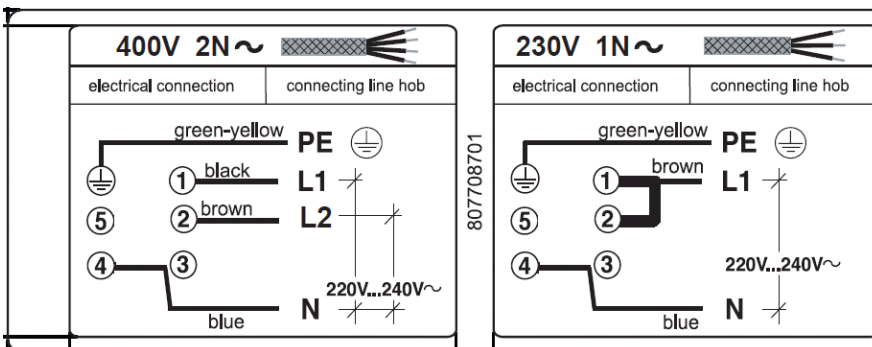 400V 2N~
electrical connection
connecting line hob
green-yellow PE
1 black L1
5 2 brown L2
4 3
220V...240V~
blue N
807708701
230V 1N~
electrical connection
connecting line hob
green-yellow PE
1 brown L1
5 2
4 3
220V...240V~
blue N